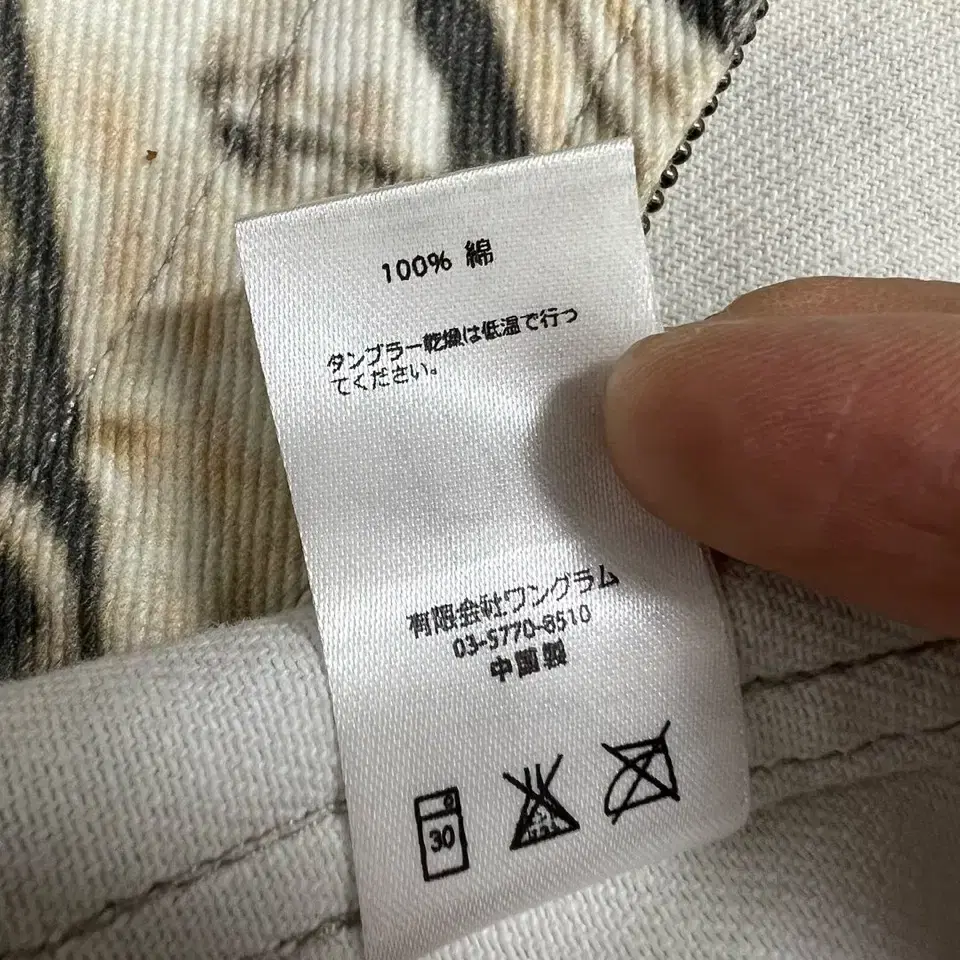 100% 綿
タンブラー乾燥は低温で行っ
てください。
有限会社ワングラム
03-5770-8510
中国製
30